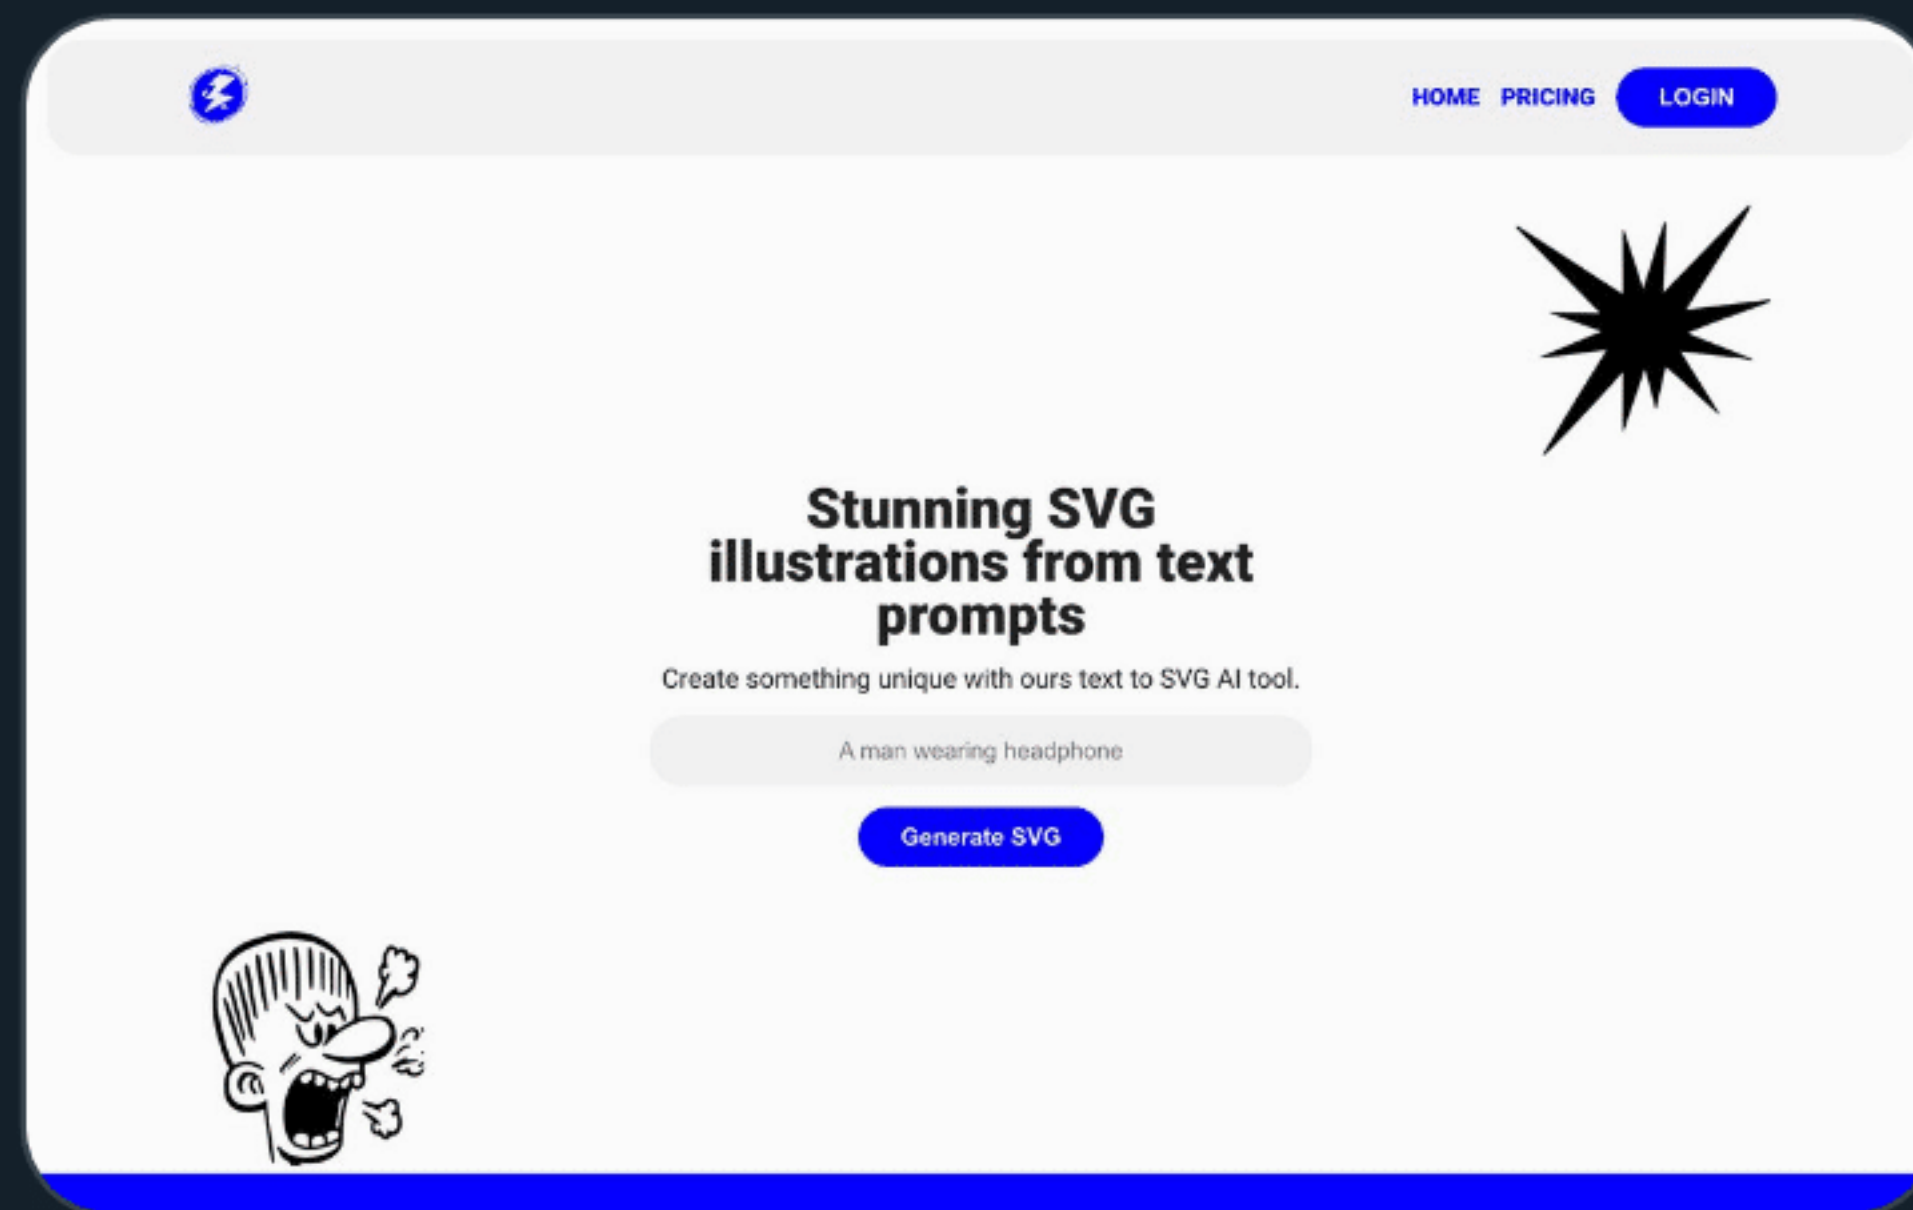 HOME PRICING LOGIN
Stunning SVG
illustrations from text
prompts
Create something unique with ours text to SVG AI tool.
A man wearing headphone
Generate SVG